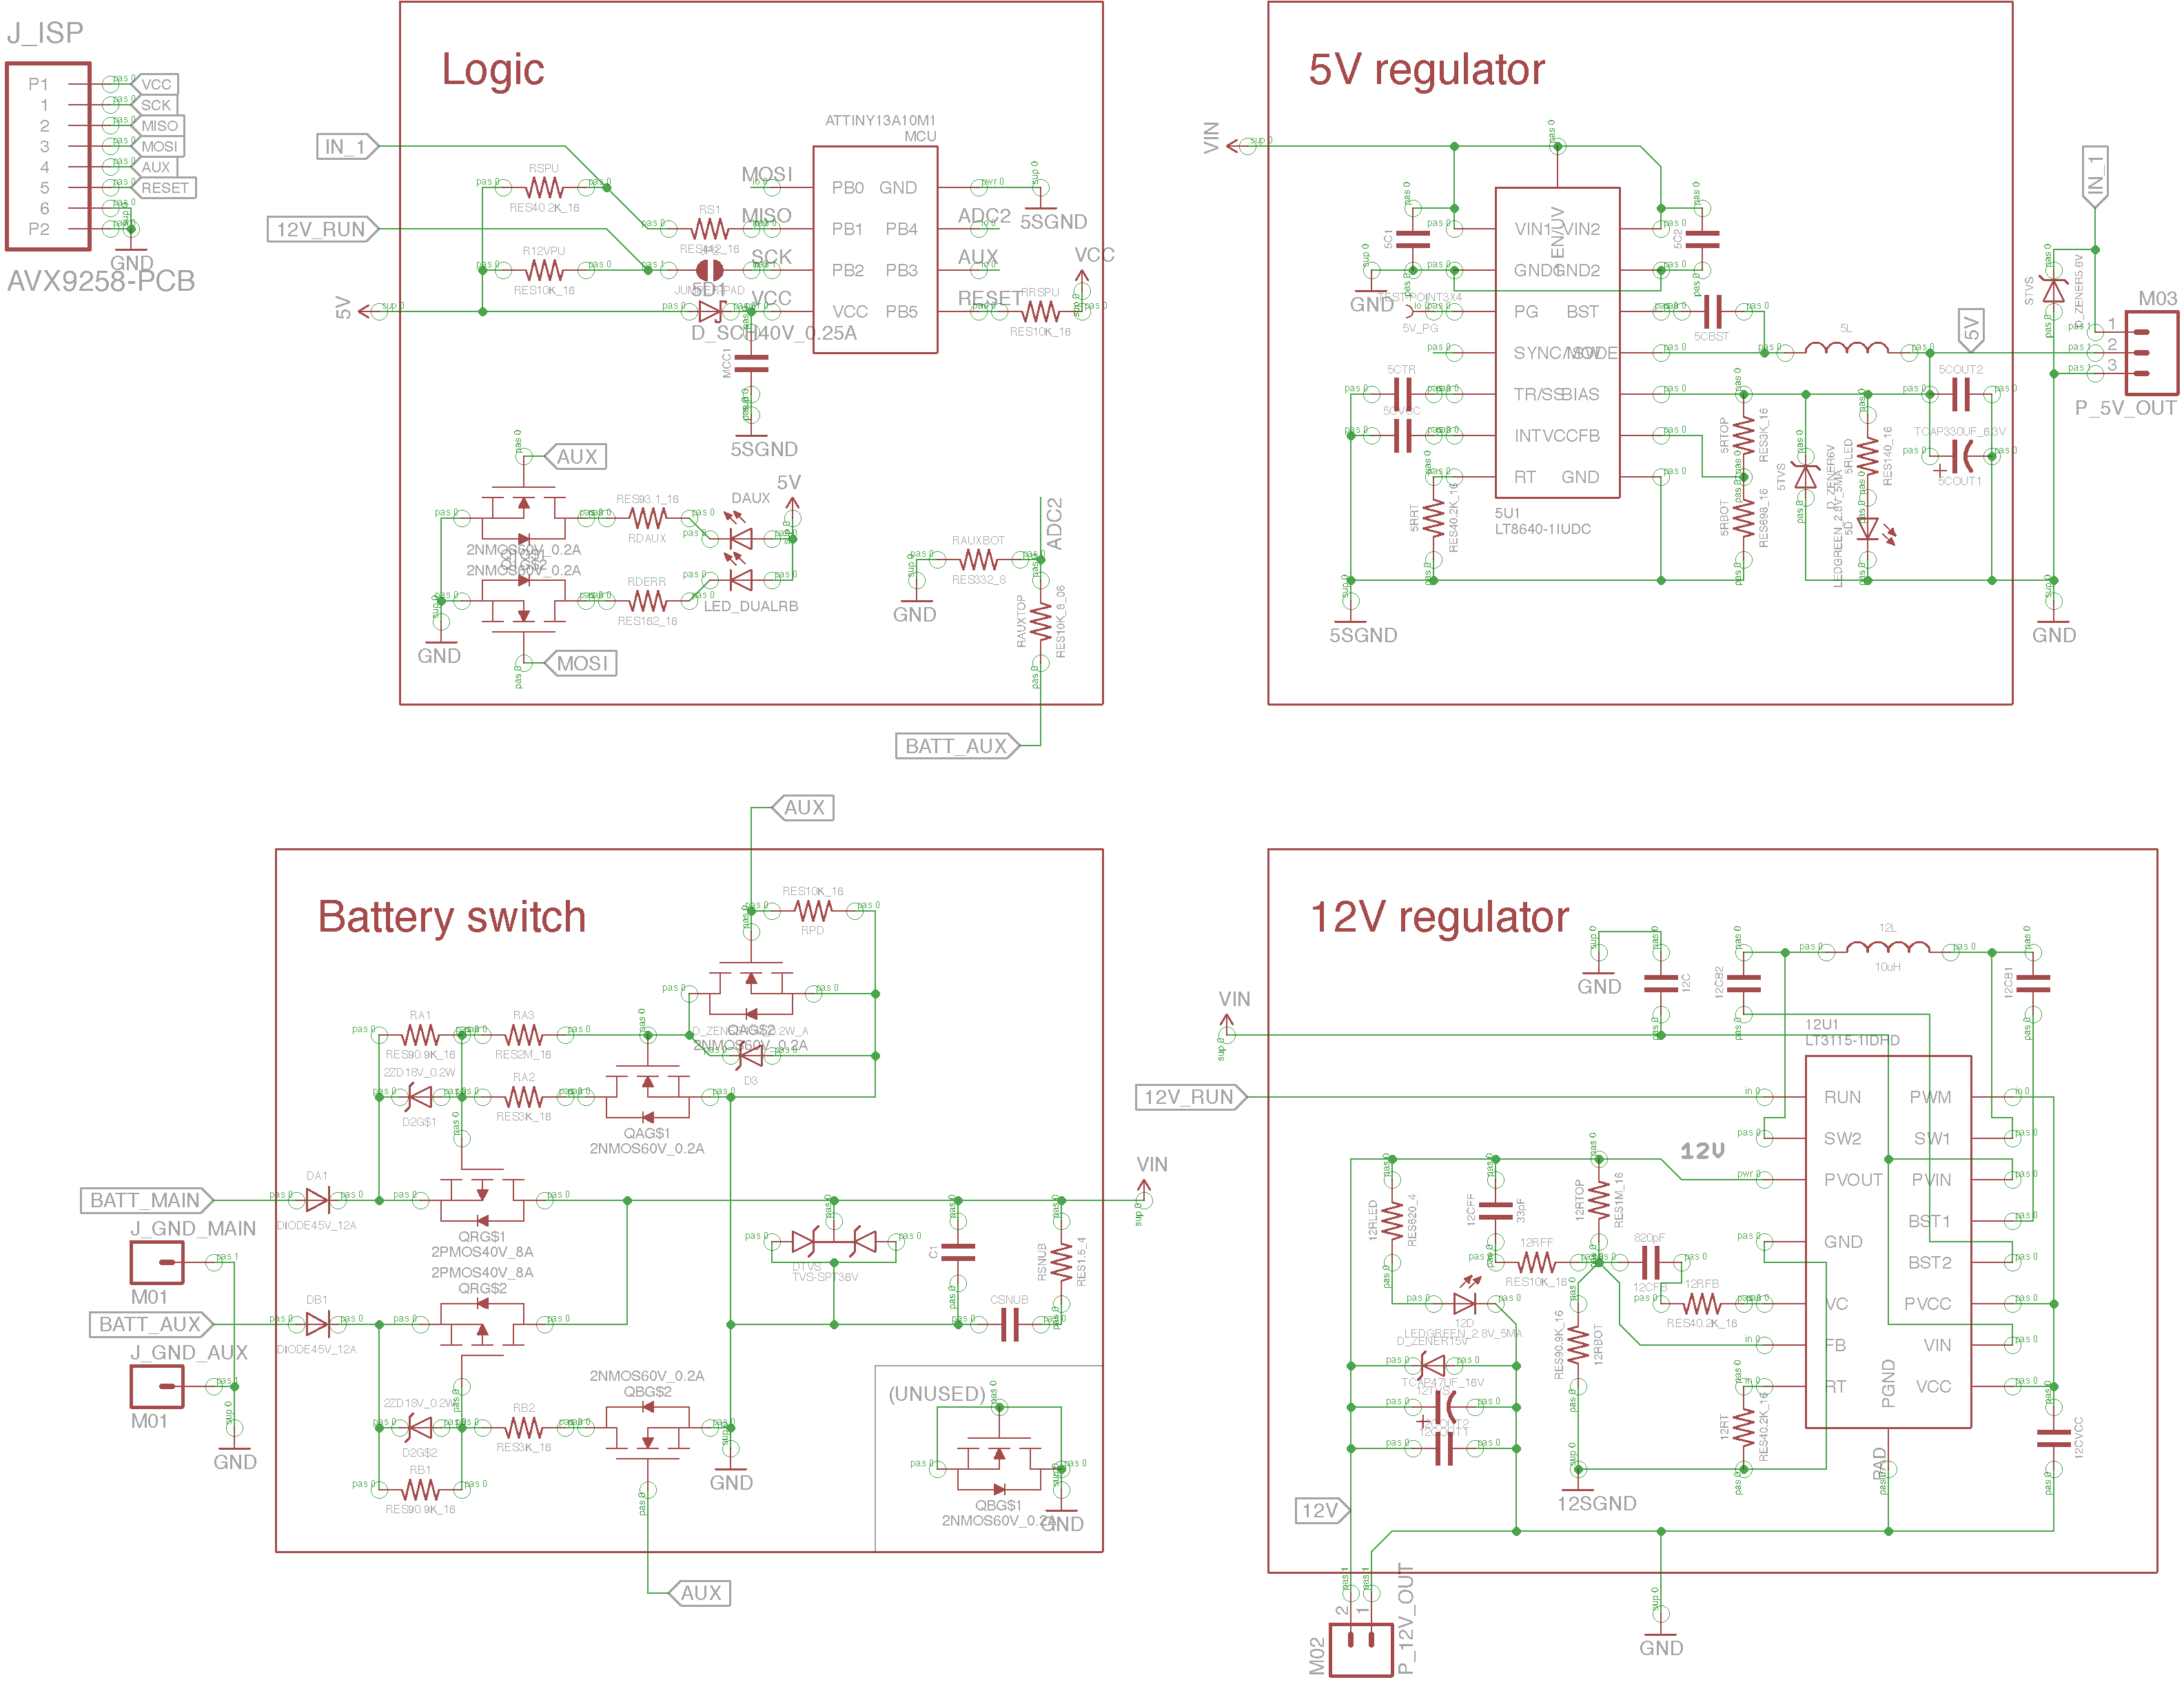 J_ISP
P1
VCC
1
SCK
2
MISO
3
MOSI
4
AUX
5
RESET
6
P2
GND
AVX9258-PCB
Logic
IN_1
12V_RUN
5V
RSPU
RES40.2K_16
R12VPU
RES10K_16
RS1
5D1
D_SCH40V_0.25A
MCC1
5SGND
ATTINY13A10M1
MCU
MOSI
MISO
SCK
VCC
PB0
GND
PB1
PB4
PB2
PB3
VCC
PB5
5SGND
ADC2
AUX
VCC
RESET
RRSPU
RES10K_16
AUX
RES93.1_16
RDAUX
DAUX
5V
2NMOS60V_0.2A
2NMOS60V_0.2A
RDERR
RES162_16
LED_DUALRB
GND
MOSI
ADC2
RAUXBOT
RES332_8
GND
RAUXTOP
RES10K_8_06
BATT_AUX
5V regulator
VIN
IN_1
5C1
5C2
GND
5V_PG
VIN1
EN/UV
VIN2
GND1
GND2
PG
BST
SYNC/MODE
SW
TR/SS
BIAS
INTVCC
FB
RT
GND
5U1
LT8640-1IUDC
5CBST
5L
5V
5CTR
5CVCC
5RRT
RES40.2K_16
5RTOP
RES3K_16
5RBOT
RES698_16
5TVS
D_ZENER6V
5RLED
RES140_16
5D
LEDGREEN_2.8V_5MA
5COUT2
TCAP330UF_6.3V
5COUT1
STVS
D_ZENER5.6V
M03
1
2
3
P_5V_OUT
5SGND
GND
Battery switch
AUX
RES10K_16
RPD
QAG$2
2NMOS60V_0.2A
D3
RA1
RES90.9K_16
RA3
RES2M_16
2ZD18V_0.2W
D2G$1
RA2
RES3K_16
QAG$1
2NMOS60V_0.2A
BATT_MAIN
DA1
DIODE45V_12A
J_GND_MAIN
M01
QRG$1
2PMOS40V_8A
2PMOS40V_8A
QRG$2
BATT_AUX
DB1
DIODE45V_12A
J_GND_AUX
M01
GND
2ZD18V_0.2W
D2G$2
RB2
RES3K_16
RB1
RES90.9K_16
2NMOS60V_0.2A
QBG$2
GND
AUX
VIN
DTVS
TVS-SPT36V
C1
RSNUB
RES1.5_4
CSNUB
(UNUSED)
QBG$1
2NMOS60V_0.2A
GND
12V regulator
VIN
12V_RUN
GND
12C
12CB2
12L
10uH
12CB1
12U1
LT3115-1IDHD
RUN
PWM
SW2
SW1
PVOUT
PVIN
BST1
GND
BST2
VC
PVCC
FB
VIN
RT
VCC
PGND
PAD
12V
12RLED
RES620_4
12CFF
33pF
12RTOP
RES1M_16
12RFF
RES10K_16
820pF
12CFB
12RFB
RES40.2K_16
12D
LEDGREEN_2.8V_5MA
D_ZENER15V
TCAP47UF_16V
RES90.9K_16
12RBOT
12RT
RES40.2K_16
12CVCC
12SGND
12V
M02
2
1
P_12V_OUT
GND